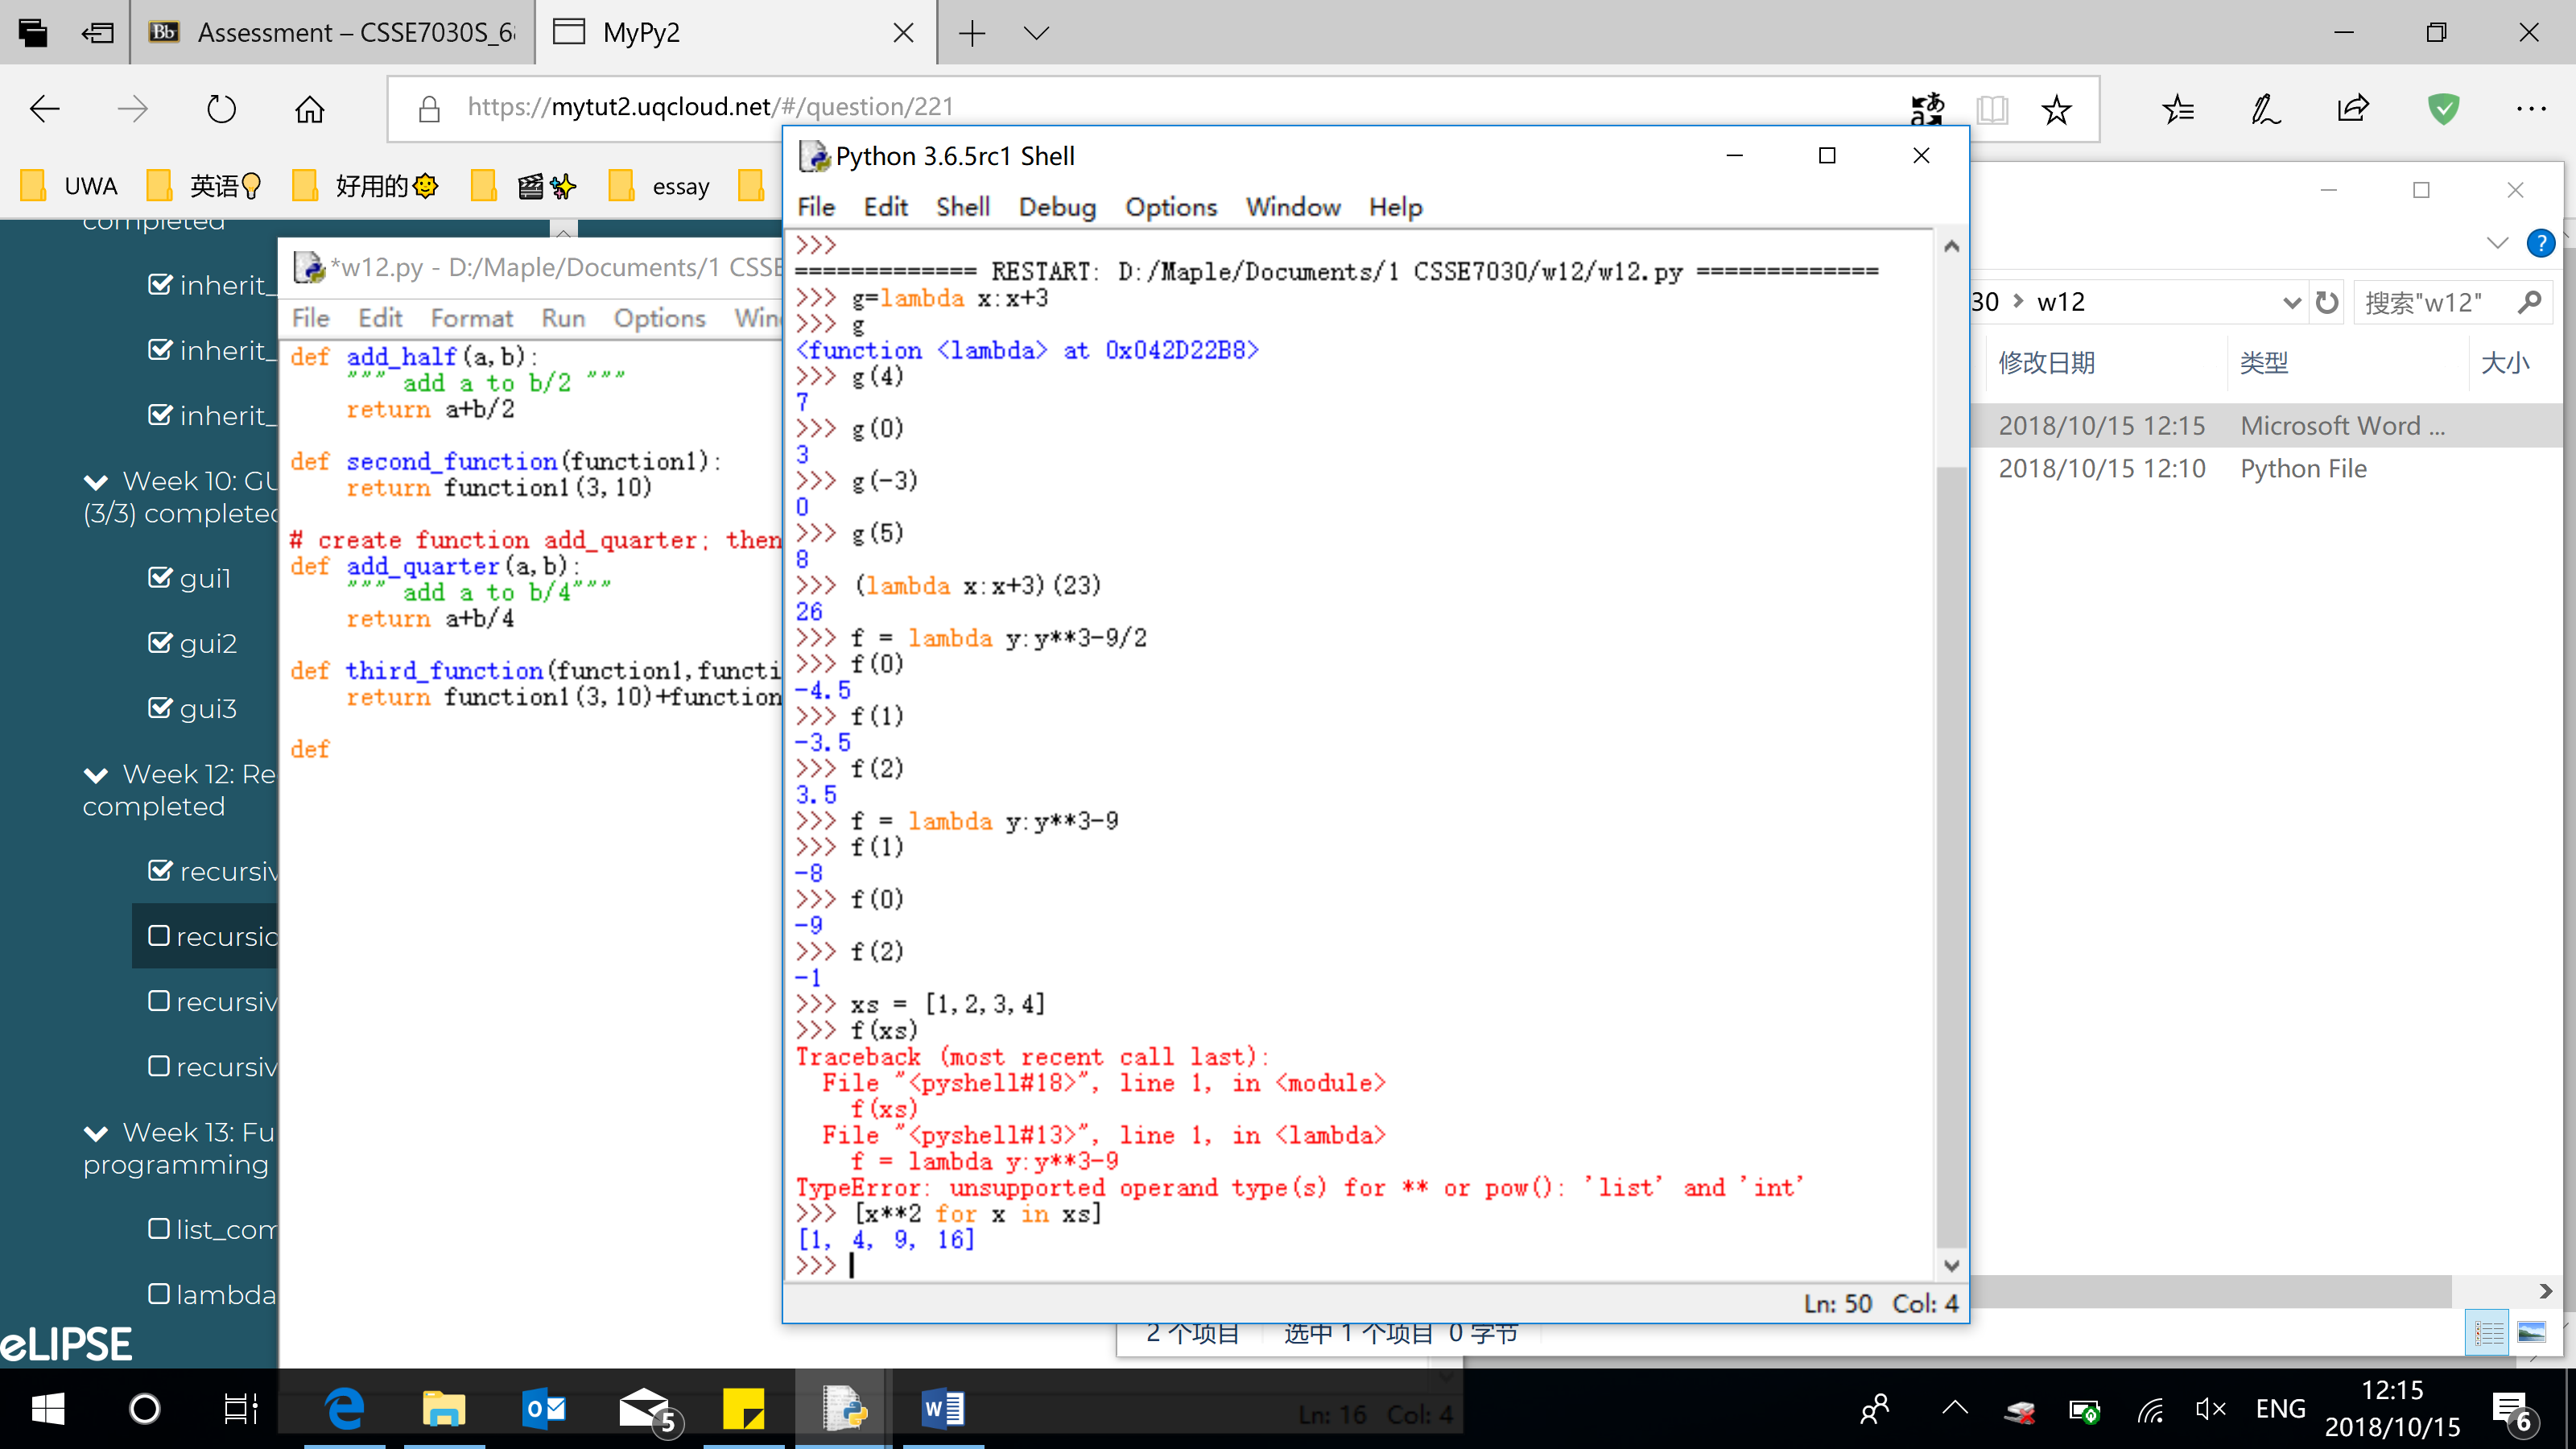 Assessment – CSSE7030S_6
MyPy2
https://mytut2.uqcloud.net/#/question/221
UWA
英语
好用的
essay
completed
inherit_
inherit_
inherit_
Week 10: GU
(3/3) completed
gui1
gui2
gui3
Week 12: Re
completed
recursiv
recursio
recursiv
recursiv
Week 13: Fu
programming
list_com
lambda
eLIPSE
*w12.py - D:/Maple/Documents/1 CSSE
File Edit Format Run Options Win
def add_half(a,b):
""" add a to b/2 """
return a+b/2
def second_function(function1):
return function1(3,10)
# create function add_quarter; then
def add_quarter(a,b):
""" add a to b/4"""
return a+b/4
def third_function(function1,functi
return function1(3,10)+function
def
Ln: 16 Col: 4
Python 3.6.5rc1 Shell
File Edit Shell Debug Options Window Help
>>>
============= RESTART: D:/Maple/Documents/1 CSSE7030/w12/w12.py =============
>>> g=lambda x:x+3
>>> g
<function <lambda> at 0x042D22B8>
>>> g(4)
7
>>> g(0)
3
>>> g(-3)
0
>>> g(5)
8
>>> (lambda x:x+3)(23)
26
>>> f = lambda y:y**3-9/2
>>> f(0)
-4.5
>>> f(1)
-3.5
>>> f(2)
3.5
>>> f = lambda y:y**3-9
>>> f(1)
-8
>>> f(0)
-9
>>> f(2)
-1
>>> xs = [1,2,3,4]
>>> f(xs)
Traceback (most recent call last):
File "<pyshell#18>", line 1, in <module>
f(xs)
File "<pyshell#13>", line 1, in <lambda>
f = lambda y:y**3-9
TypeError: unsupported operand type(s) for ** or pow(): 'list' and 'int'
>>> [x**2 for x in xs]
[1, 4, 9, 16]
>>>
Ln: 50 Col: 4
30 > w12
搜索"w12"
修改日期 类型 大小
2018/10/15 12:15 Microsoft Word ...
2018/10/15 12:10 Python File
2 个项目 选中 1 个项目 0 字节
5
ENG
12:15
2018/10/15
6